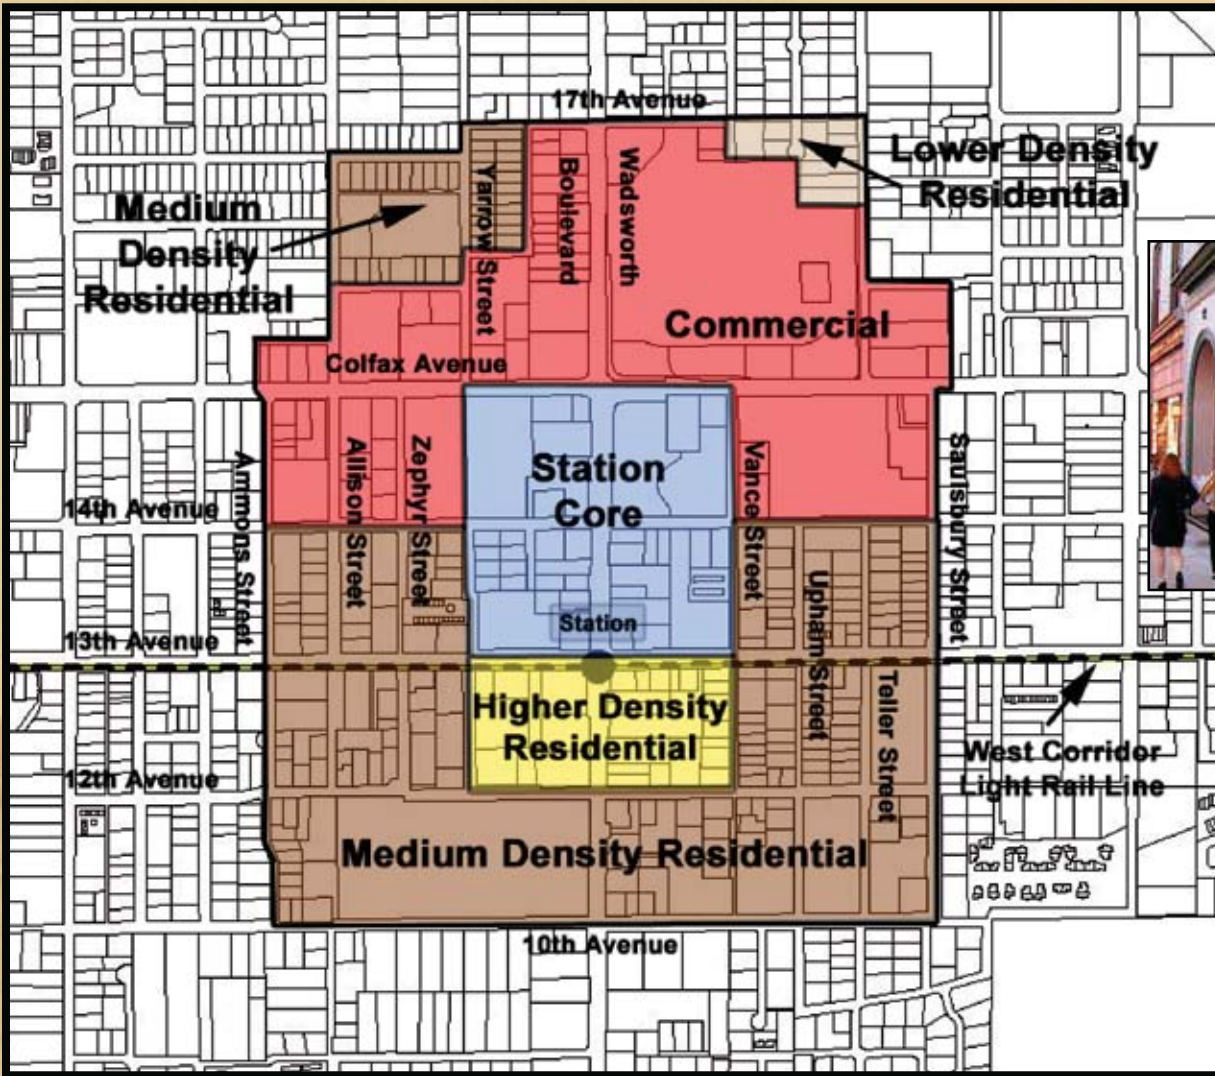 17th Avenue
Lower Density
Residential
Medium
Density
Residential
Yarrow Street
Boulevard
Wadsworth
Commercial
Colfax Avenue
Station
Core
Ammons Street
Allison Street
Zephyr Street
Vance Street
Saulsbury Street
14th Avenue
Upham Street
Station
13th Avenue
Higher Density
Residential
Teller Street
West Corridor
Light Rail Line
12th Avenue
Medium Density Residential
10th Avenue